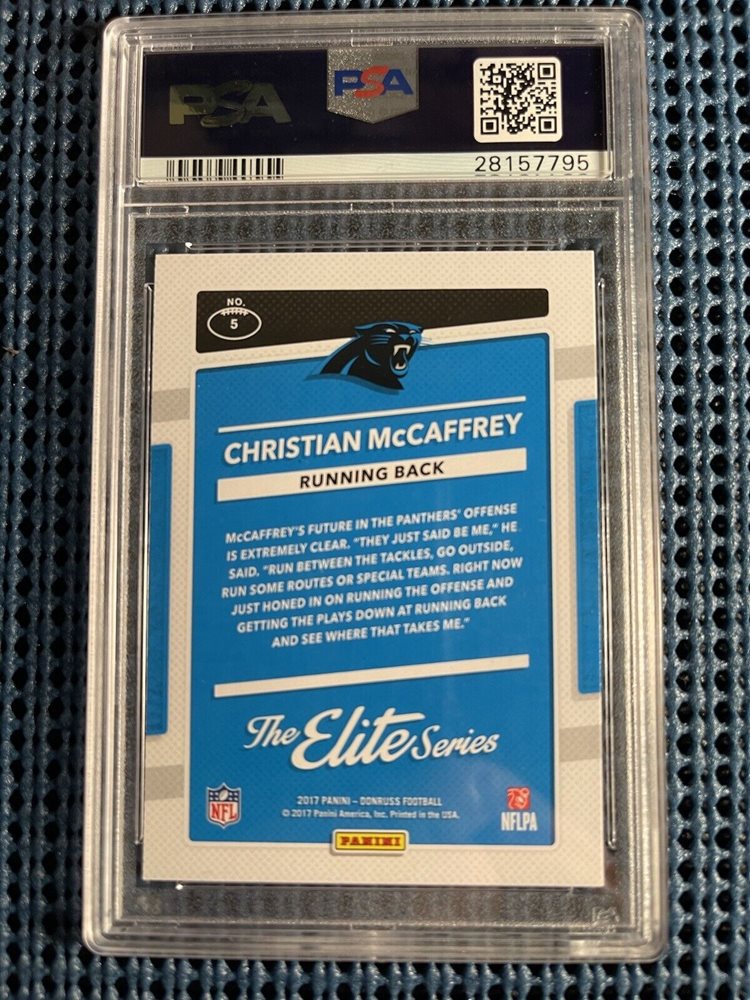 PSA
PSA
28157795
NO.
5
CHRISTIAN McCAFFREY
RUNNING BACK
McCAFFREY'S FUTURE IN THE PANTHERS' OFFENSE
IS EXTREMELY CLEAR. "THEY JUST SAID BE ME," HE
SAID. "RUN BETWEEN THE TACKLES, GO OUTSIDE,
RUN SOME ROUTES OR SPECIAL TEAMS. RIGHT NOW
JUST HONED IN ON RUNNING THE OFFENSE AND
GETTING THE PLAYS DOWN AT RUNNING BACK
AND SEE WHERE THAT TAKES ME."
The Elite Series
NFL
2017 PANINI – DONRUSS FOOTBALL
© 2017 Panini America, Inc. Printed in the USA.
NFLPA
PANINI